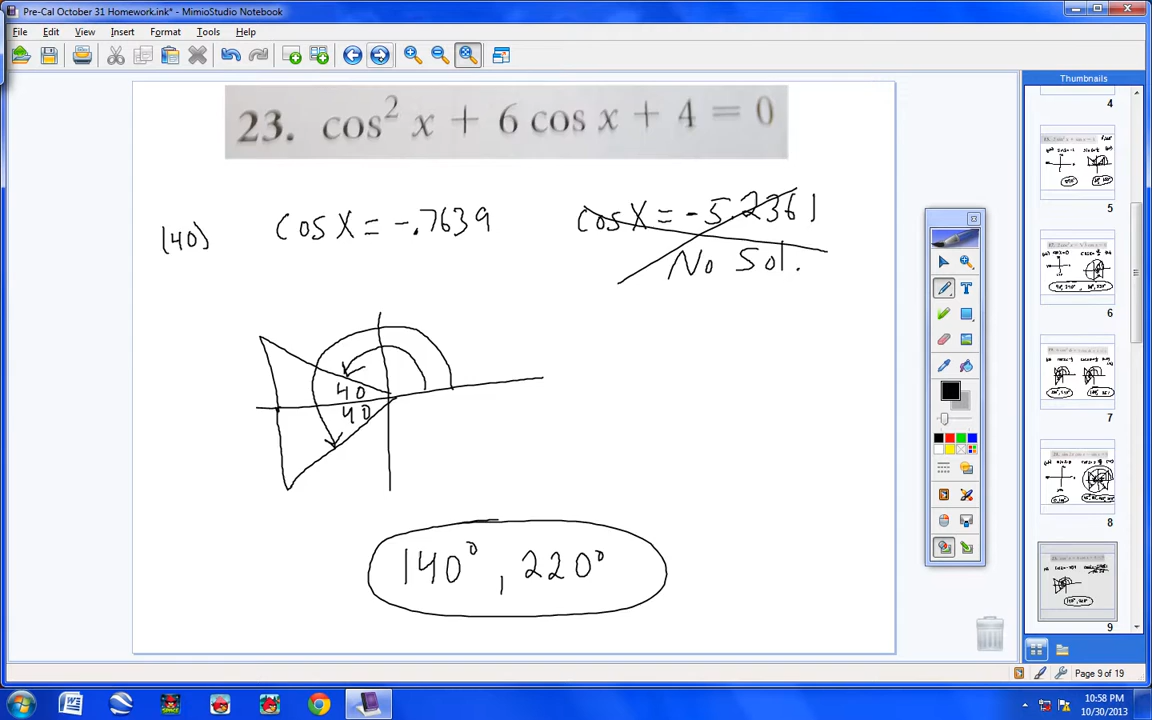 Pre-Cal October 31 Homework.ink* - MimioStudio Notebook
File Edit View Insert Format Tools Help
Thumbnails
23. cos² x + 6 cos x + 4 = 0
(40) cos X = -.7639 cos X = -5.2361
No Sol.
40
40
140°, 220°
4
5
6
7
8
9
Page 9 of 19
10:58 PM
10/30/2013